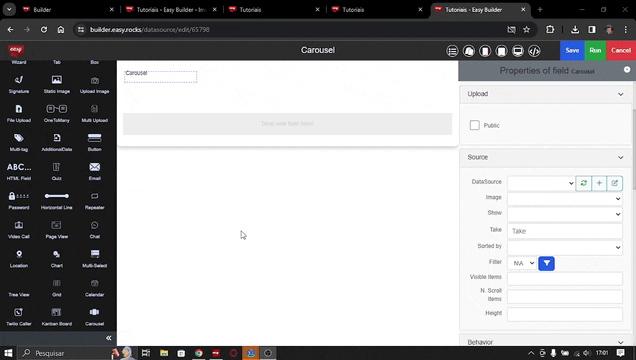 Builder
Tutoriais - Easy Builder - In
Tutoriais
Tutoriais
Tutoriais - Easy Builder
builder.easy.rocks/datasource/edit/65798
easy
Carousel
Save
Run
Cancel
Wizard
Tab
Box
Signature
Static Image
Image Upload
File Upload
OneToMany
Multi Upload
Multi-tag
AdditionalData
Button
ABC...
HTML Field
Quiz
Email
Password
Horizontal Line
Repeater
Video Call
Page View
Chat
Location
Chart
Multi-Select
Tree View
Grid
Calendar
Twilio Caller
Kanban Board
Carousel
Carousel
Drop new field here!
Properties of field Carousel
Upload
Public
Source
DataSource
Image
Show
Take
Take
Sorted by
Filter
N\A
Visible Items
N. Scroll
Items
Height
Behavior
Pesquisar
17:01